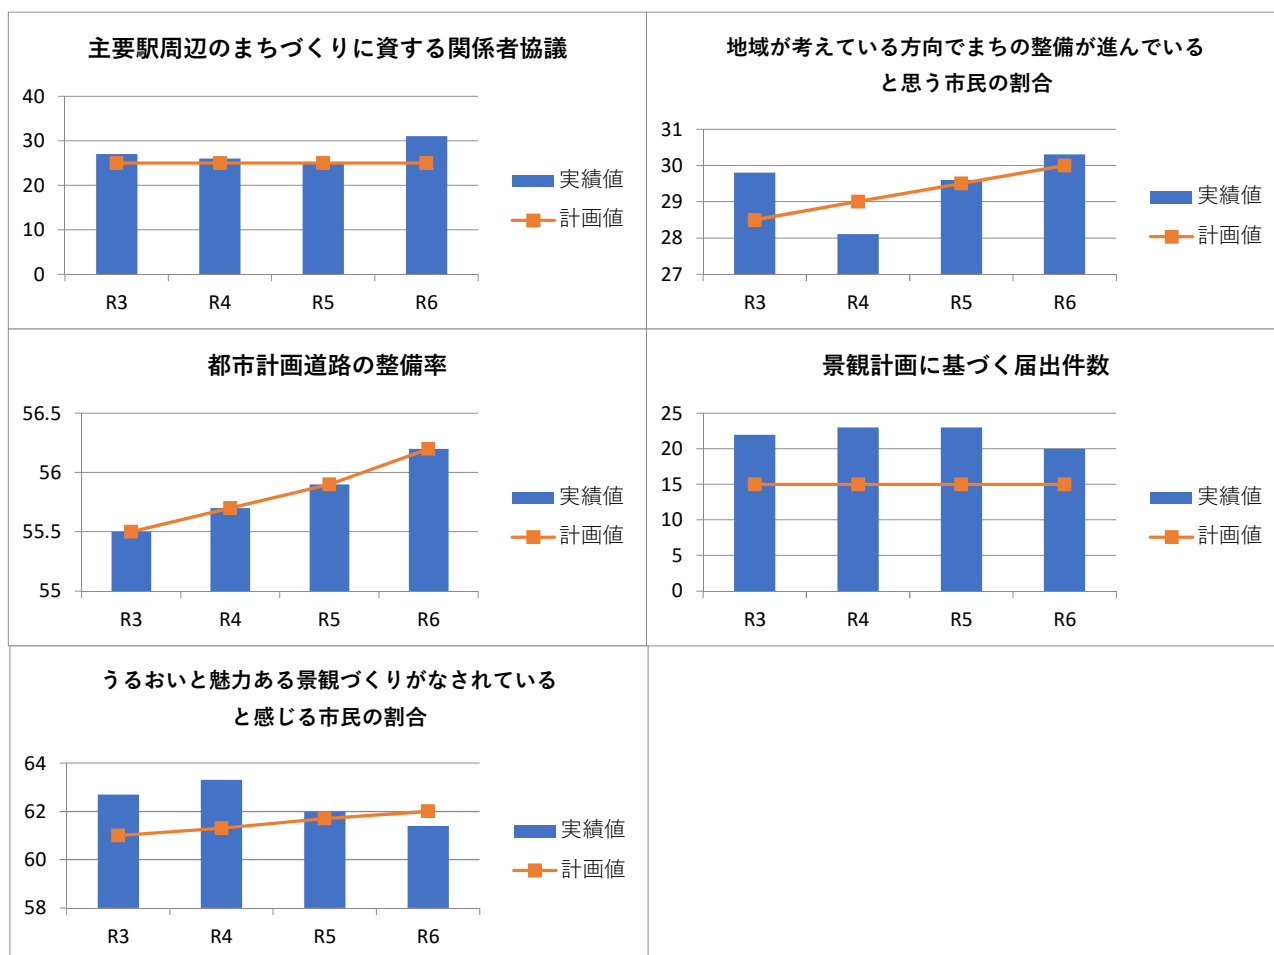 主要駅周辺のまちづくりに資する関係者協議
40
30
20
10
0
R3 R4 R5 R6
実績値
計画値
地域が考えている方向でまちの整備が進んでいる
と思う市民の割合
31
30
29
28
27
R3 R4 R5 R6
実績値
計画値
都市計画道路の整備率
56.5
56
55.5
55
R3 R4 R5 R6
実績値
計画値
景観計画に基づく届出件数
25
20
15
10
5
0
R3 R4 R5 R6
実績値
計画値
うるおいと魅力ある景観づくりがなされている
と感じる市民の割合
64
62
60
58
R3 R4 R5 R6
実績値
計画値